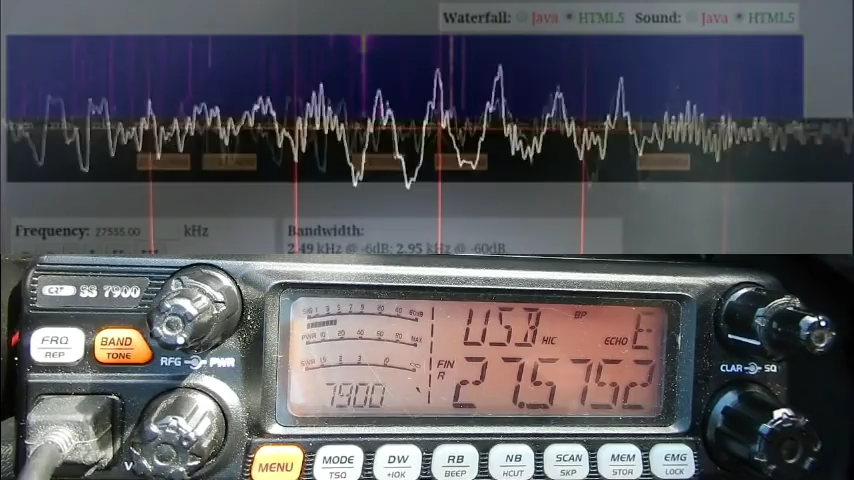 Waterfall: Java HTML5 Sound: Java HTML5
Frequency: 27555.00 kHz
Bandwidth:
2.49 kHz @ -6dB; 2.95 kHz @ -60dB
CRT SS 7900
FRQ
REP
BAND
TONE
RFG PWR
V
7900
USB
HIC
BP
ECHO
E
FIN
R
27.5752
CLAR SQ
MENU
MODE
TSQ
DW
+10K
RB
BEEP
NB
HCUT
SCAN
SKP
MEM
STOR
EMG
LOCK